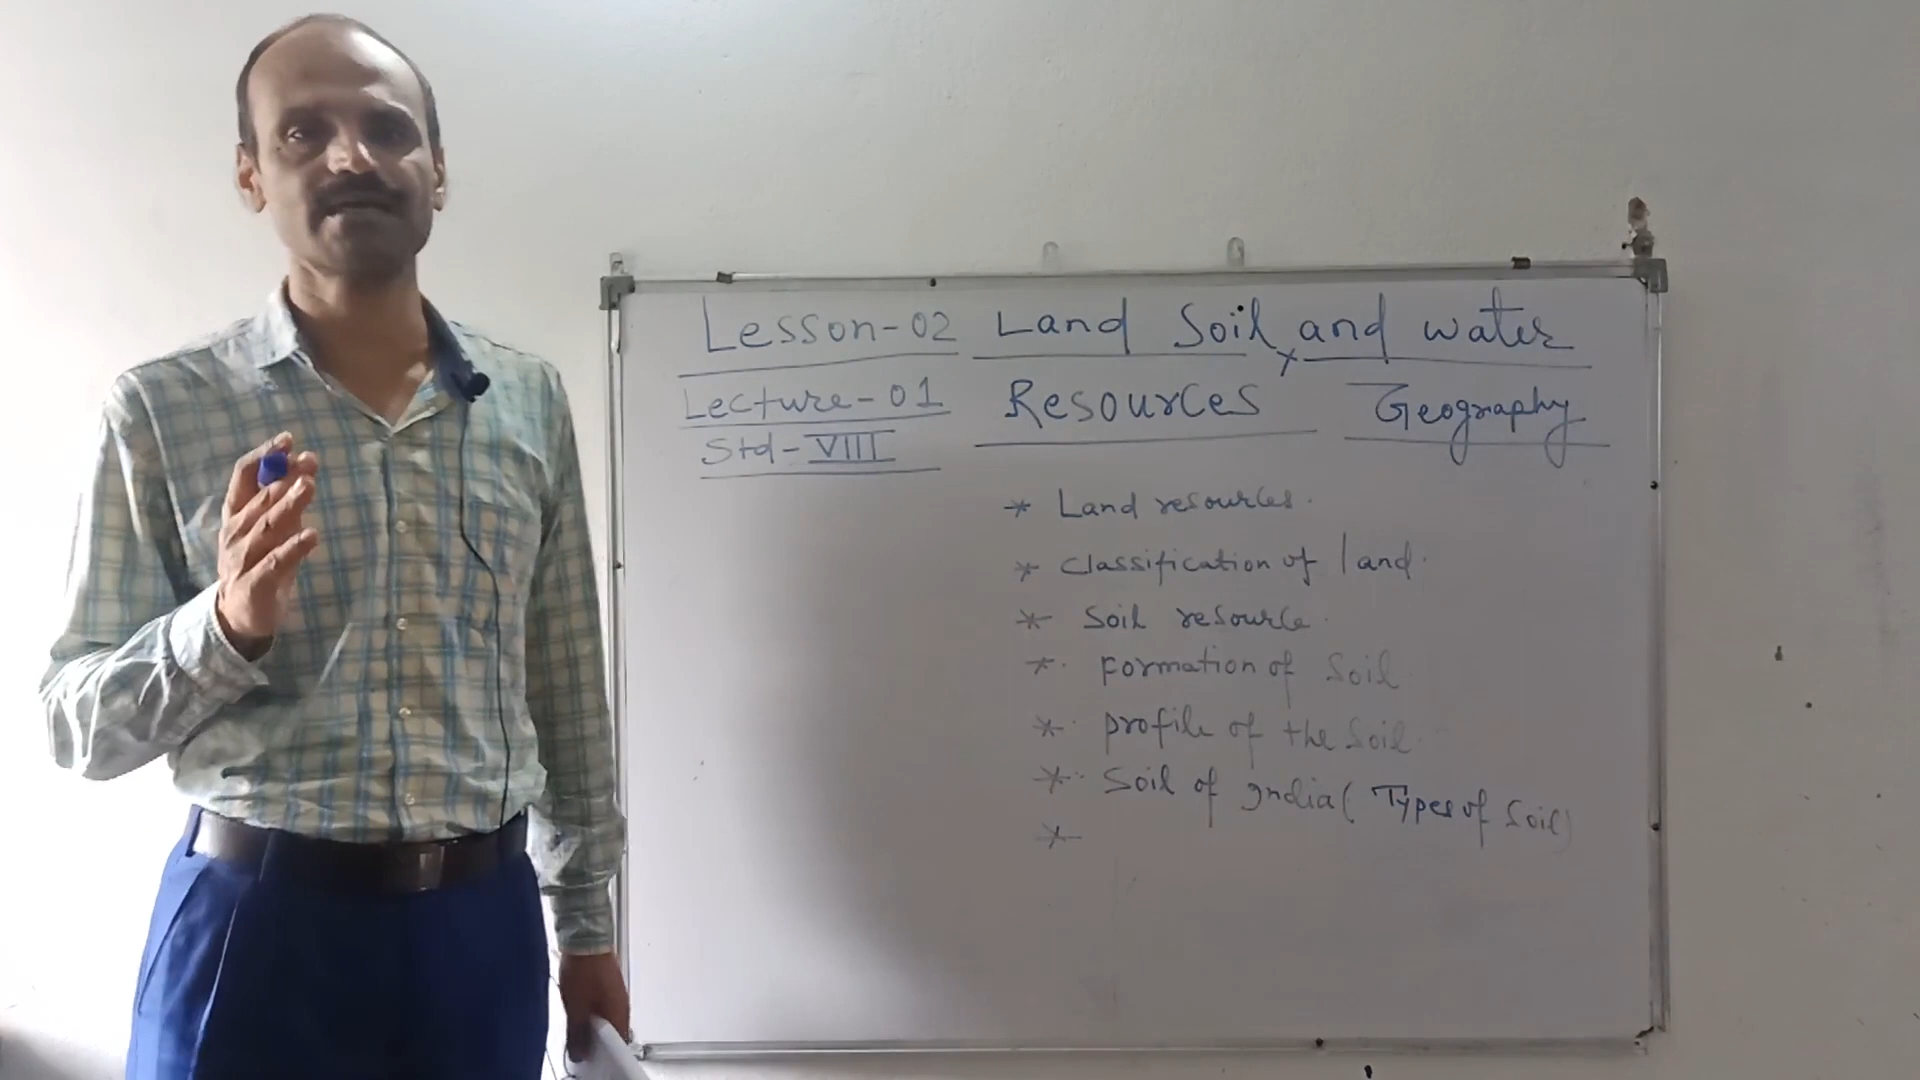 Lesson-02 Land Soil, and water
Lecture-01 Resources Geography
Std-VIII
* Land resources.
* Classification of land.
* Soil resource.
* Formation of Soil
* profile of the Soil.
* Soil of India ( Types of Soil)
*